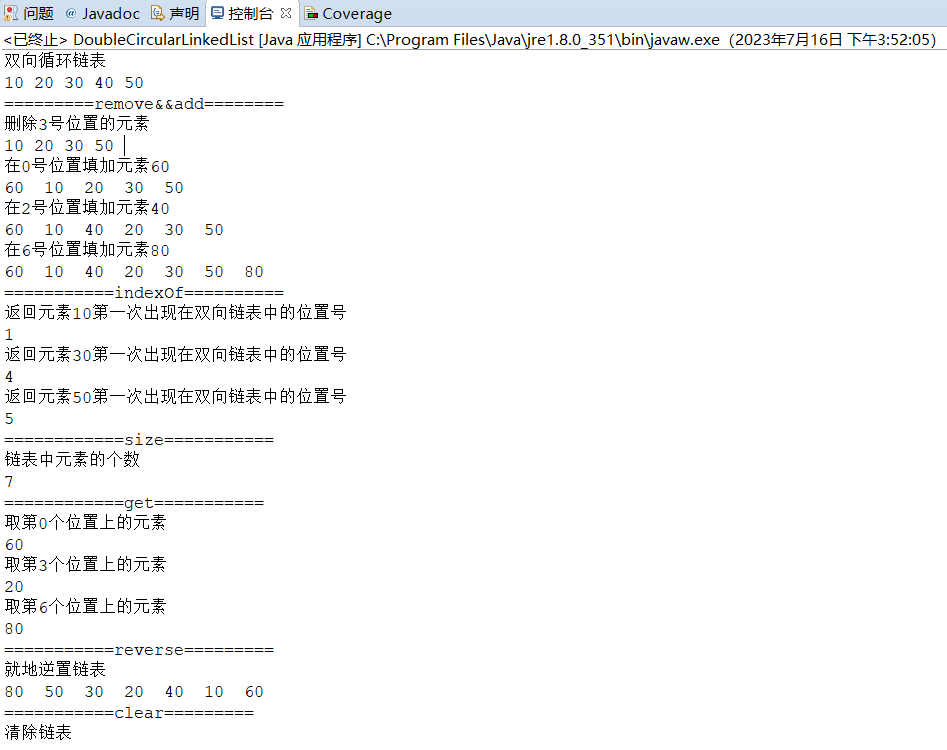 问题 @ Javadoc 声明 控制台 Coverage
<已终止> DoubleCircularLinkedList [Java 应用程序] C:\Program Files\Java\jre1.8.0_351\bin\javaw.exe（2023年7月16日 下午3:52:05）
双向循环链表
10 20 30 40 50
=========remove&&add========
删除3号位置的元素
10 20 30 50
在0号位置填加元素60
60  10  20  30  50
在2号位置填加元素40
60  10  40  20  30  50
在6号位置填加元素80
60  10  40  20  30  50  80
===========indexOf==========
返回元素10第一次出现在双向链表中的位置号
1
返回元素30第一次出现在双向链表中的位置号
4
返回元素50第一次出现在双向链表中的位置号
5
============size===========
链表中元素的个数
7
============get===========
取第0个位置上的元素
60
取第3个位置上的元素
20
取第6个位置上的元素
80
===========reverse=========
就地逆置链表
80  50  30  20  40  10  60
===========clear=========
清除链表